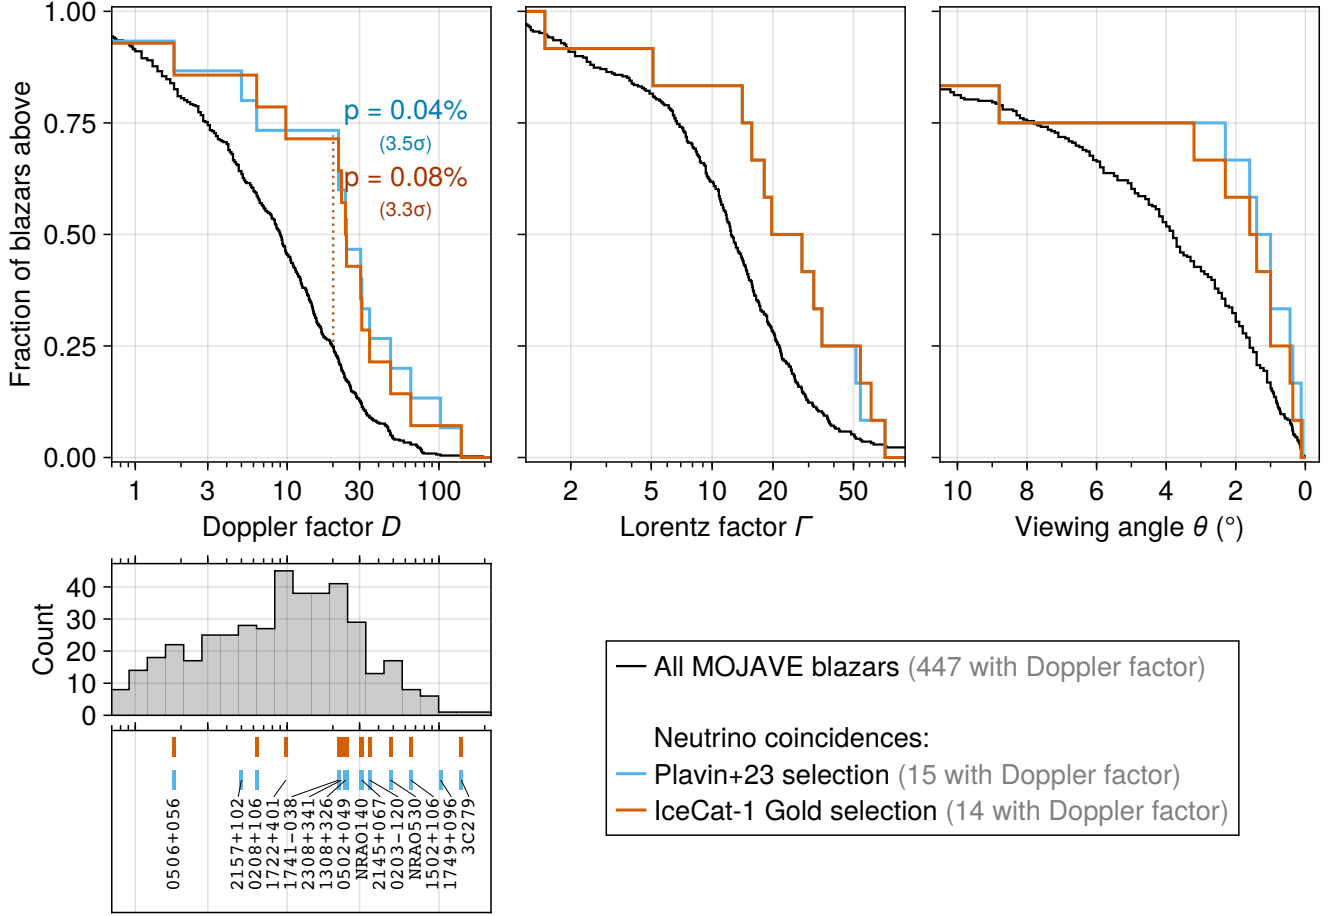 Fraction of blazars above
1.00
0.75
0.50
0.25
0.00
p = 0.04%
(3.5σ)
p = 0.08%
(3.3σ)
1 3 10 30 100
Doppler factor D
2 5 10 20 50
Lorentz factor Γ
10 8 6 4 2 0
Viewing angle θ (°)
Count
40
30
20
10
0
0506+056
2157+102
0208+106
1722+401
1741-038
2308+341
1308+326
0502+049
NRAO140
2145+067
0203-120
NRAO530
1502+106
1749+096
3C279
All MOJAVE blazars (447 with Doppler factor)
Neutrino coincidences:
Plavin+23 selection (15 with Doppler factor)
IceCat-1 Gold selection (14 with Doppler factor)